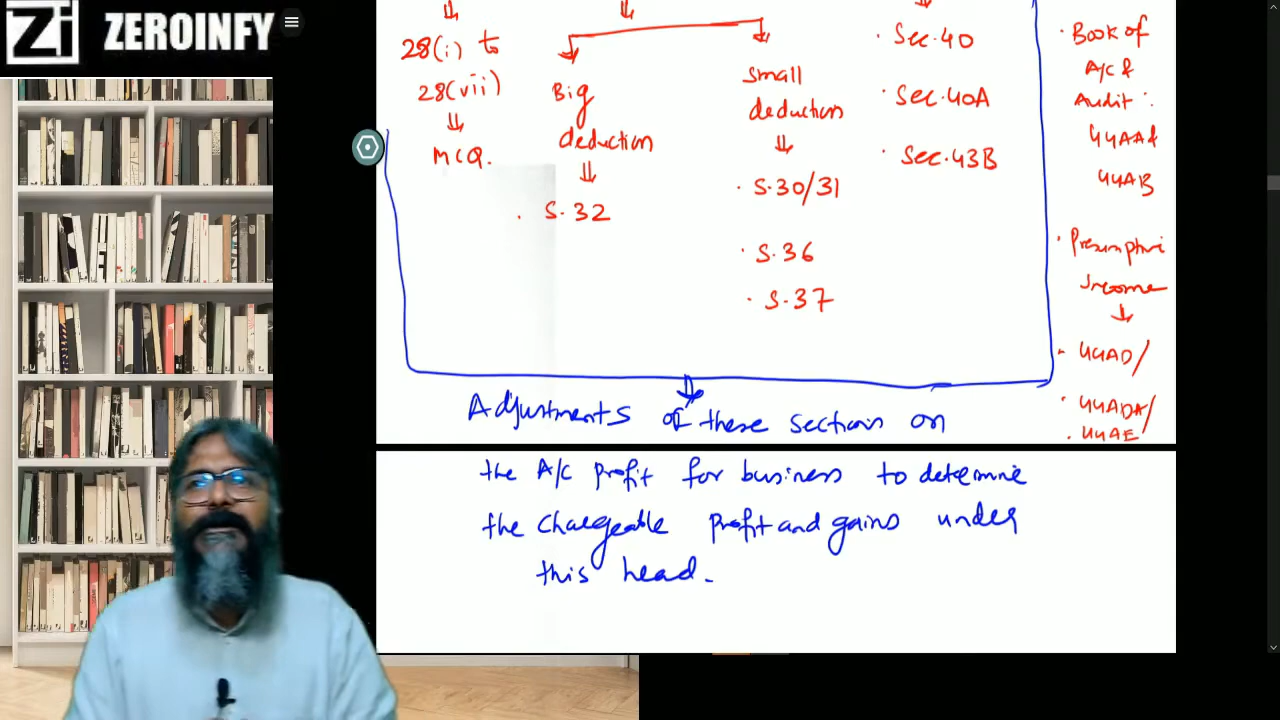 Zi ZEROINFY
28(i) to
28(vii)
MCQ.
Big
deduction
S. 32
Small
deduction
S. 30/31
S. 36
S. 37
Sec. 40
Sec. 40A
Sec. 43B
Book of
A/C &
Audit :
44AA &
44AB
Presumptive
Income
44AD/
44ADA/
44AE
Adjustments of these sections on
the A/C profit for business to determine
the chargeable profit and gains under
this head.